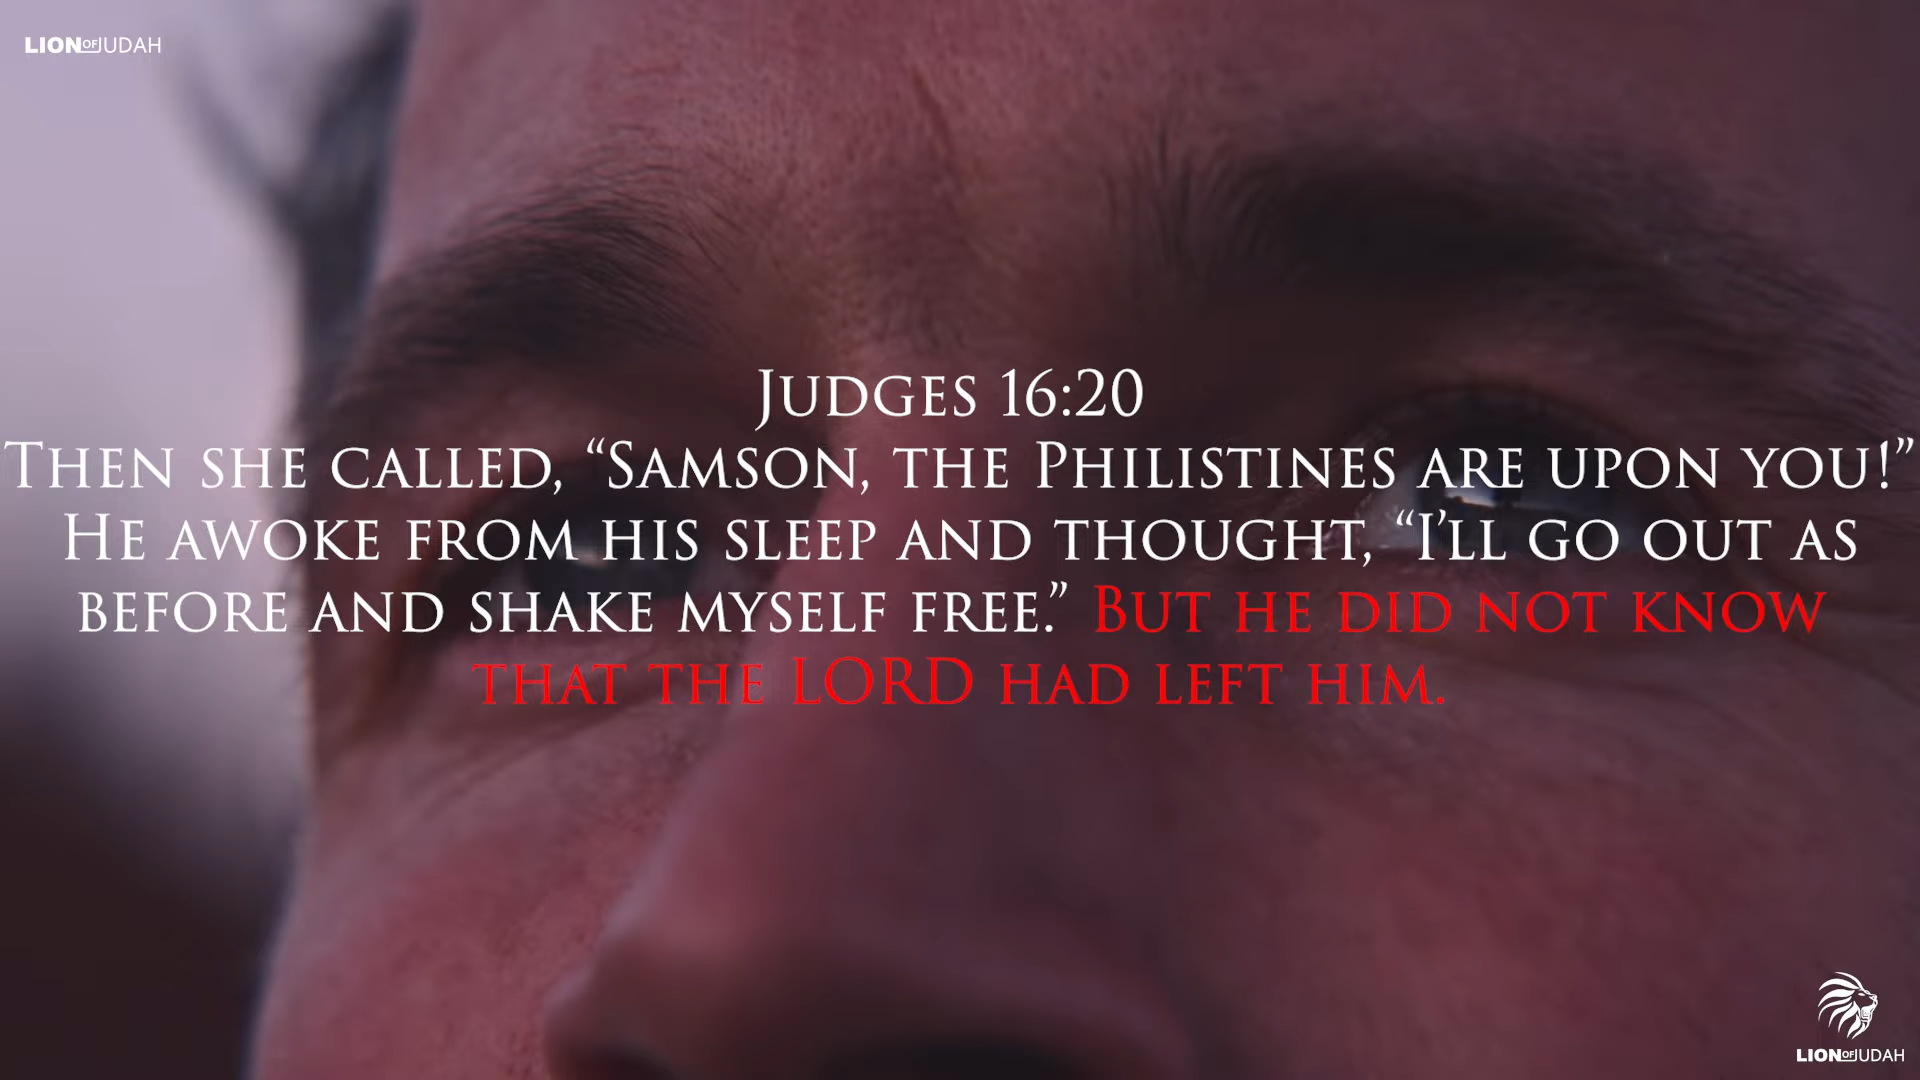 LION OF JUDAH
Judges 16:20
Then she called, “Samson, the Philistines are upon you!”
He awoke from his sleep and thought, “I’ll go out as
before and shake myself free.” But he did not know
that the LORD had left him.
LION OF JUDAH